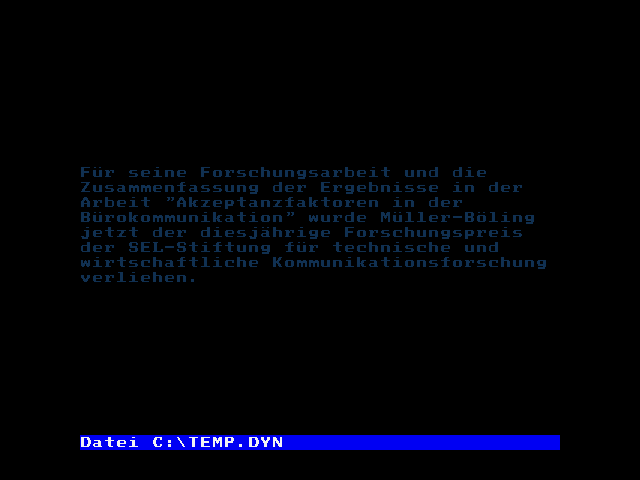 Für seine Forschungsarbeit und die
Zusammenfassung der Ergebnisse in der
Arbeit "Akzeptanzfaktoren in der
Bürokommunikation" wurde Müller-Böling
jetzt der diesjährige Forschungspreis
der SEL-Stiftung für technische und
wirtschaftliche Kommunikationsforschung
verliehen.
Datei C:\TEMP.DYN